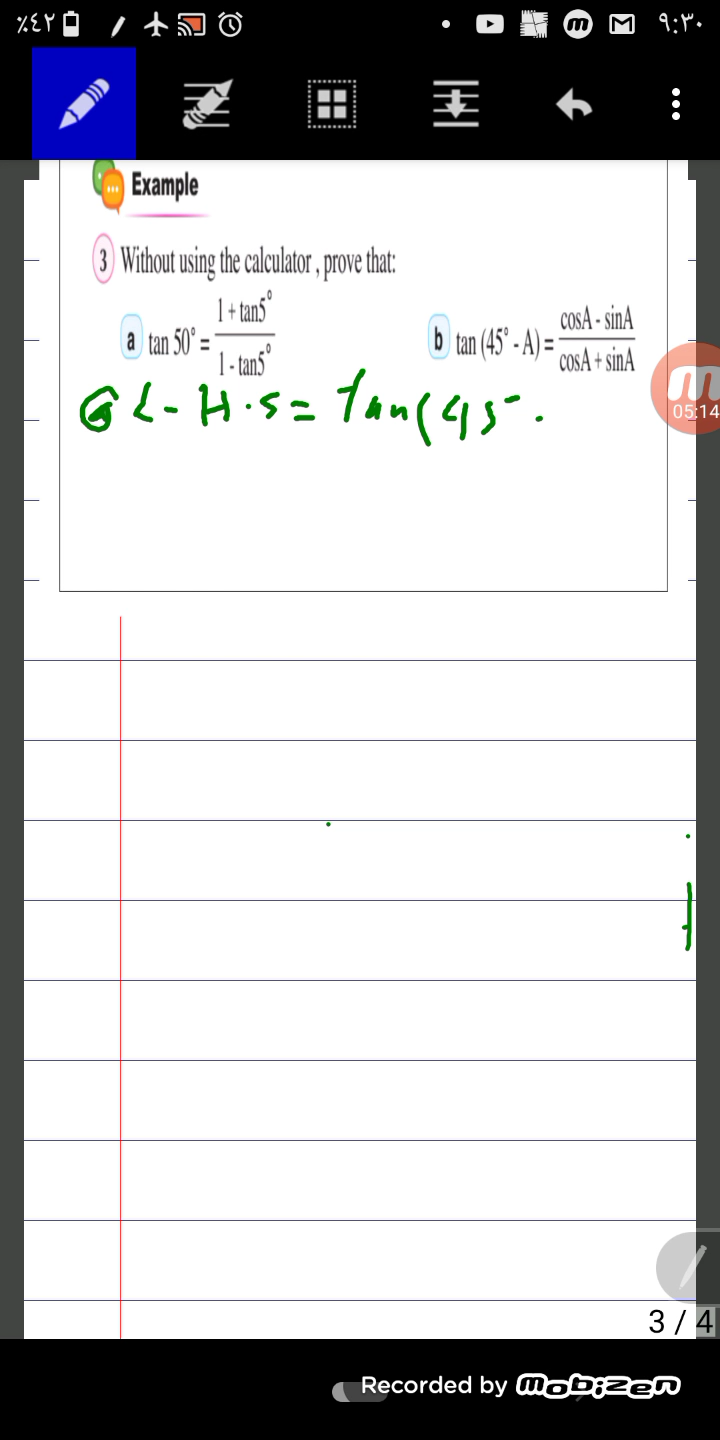 ٪٤٢ ٩:٣٠
Example
3 Without using the calculator , prove that:
a tan 50° = 1 + tan5° / 1 - tan5°
b tan (45° - A) = cosA - sinA / cosA + sinA
a L-H.S = tan(45
05:14
3 / 4
Recorded by mobizen